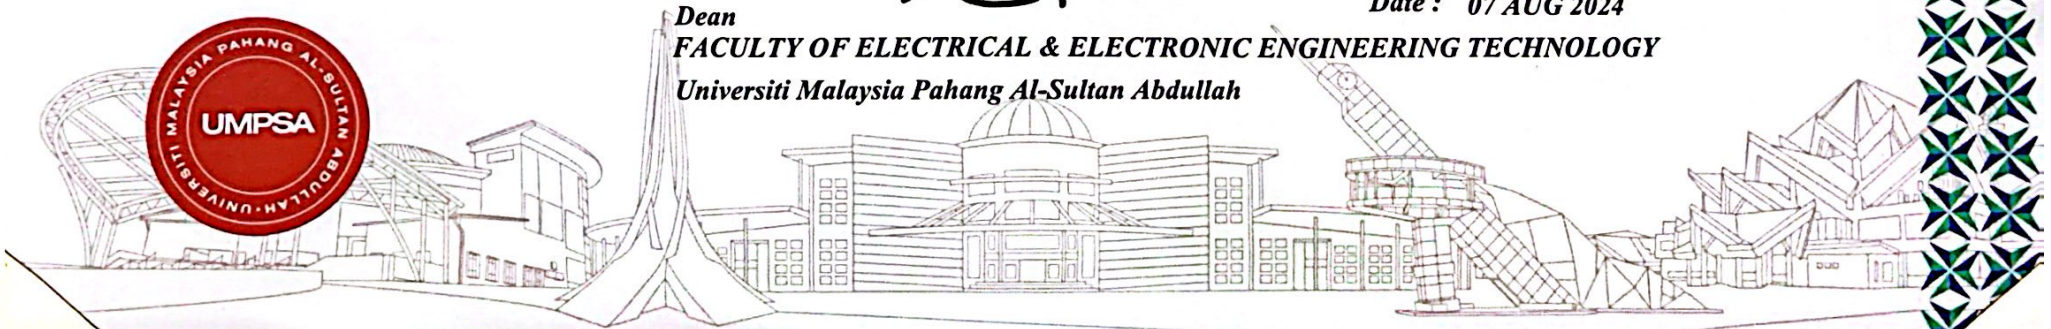 Dean
Date : 07 AUG 2024
FACULTY OF ELECTRICAL & ELECTRONIC ENGINEERING TECHNOLOGY
Universiti Malaysia Pahang Al-Sultan Abdullah
UNIVERSITI MALAYSIA PAHANG AL-SULTAN ABDULLAH •
UMPSA